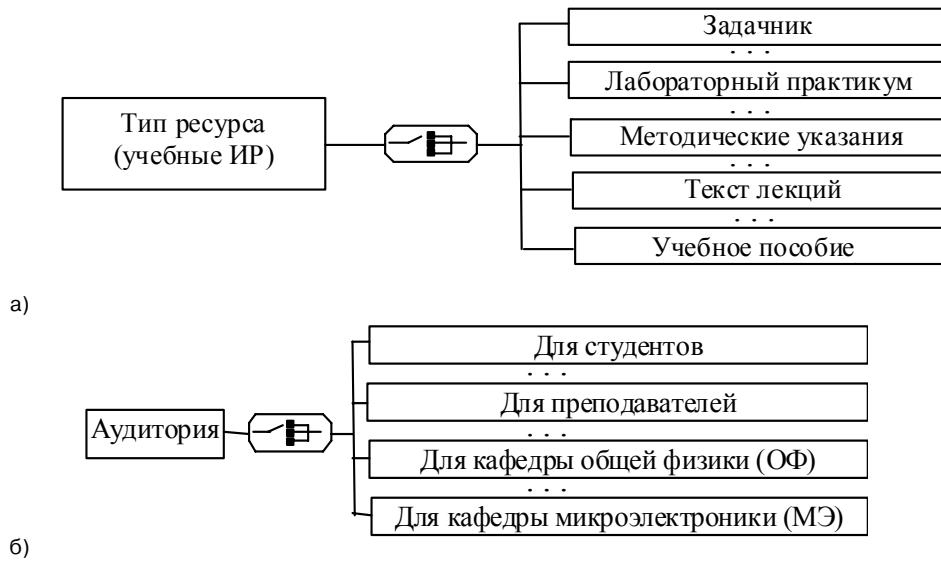 Задачник
. . .
Лабораторный практикум
. . .
Тип ресурса
(учебные ИР)
Методические указания
. . .
Текст лекций
. . .
Учебное пособие
а)
Для студентов
. . .
Для преподавателей
. . .
Аудитория
Для кафедры общей физики (ОФ)
. . .
Для кафедры микроэлектроники (МЭ)
б)